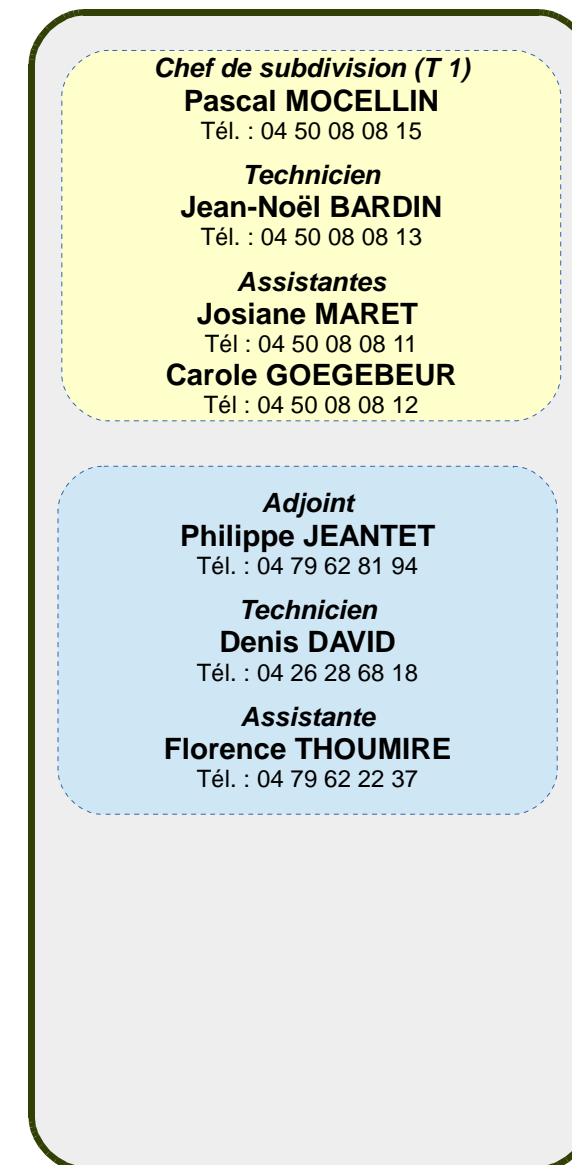 Chef de subdivision (T 1)
Pascal MOCELLIN
Tél. : 04 50 08 08 15
Technicien
Jean-Noël BARDIN
Tél. : 04 50 08 08 13
Assistantes
Josiane MARET
Tél : 04 50 08 08 11
Carole GOEGEBEUR
Tél : 04 50 08 08 12
Adjoint
Philippe JEANTET
Tél. : 04 79 62 81 94
Technicien
Denis DAVID
Tél. : 04 26 28 68 18
Assistante
Florence THOUMIRE
Tél. : 04 79 62 22 37